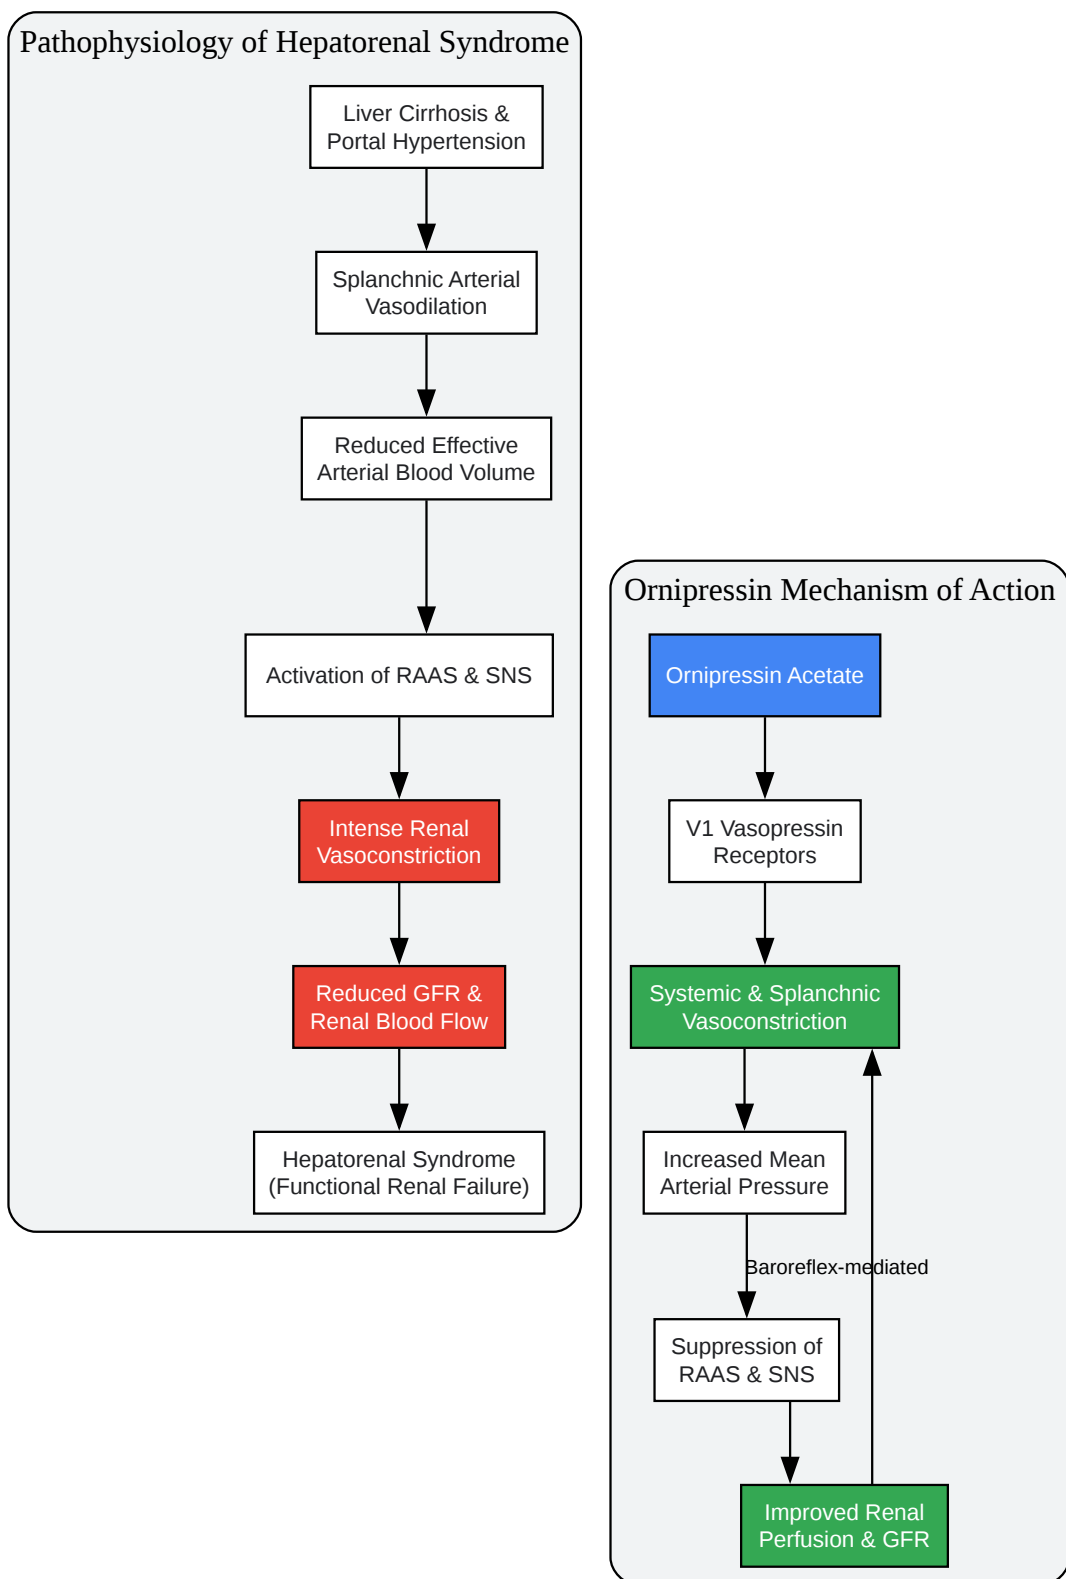 Pathophysiology of Hepatorenal Syndrome
Liver Cirrhosis &
Portal Hypertension
Splanchnic Arterial
Vasodilation
Reduced Effective
Arterial Blood Volume
Activation of RAAS & SNS
Intense Renal
Vasoconstriction
Reduced GFR &
Renal Blood Flow
Hepatorenal Syndrome
(Functional Renal Failure)
Ornipressin Mechanism of Action
Ornipressin Acetate
V1 Vasopressin
Receptors
Systemic & Splanchnic
Vasoconstriction
Increased Mean
Arterial Pressure
Baroreflex-mediated
Suppression of
RAAS & SNS
Improved Renal
Perfusion & GFR